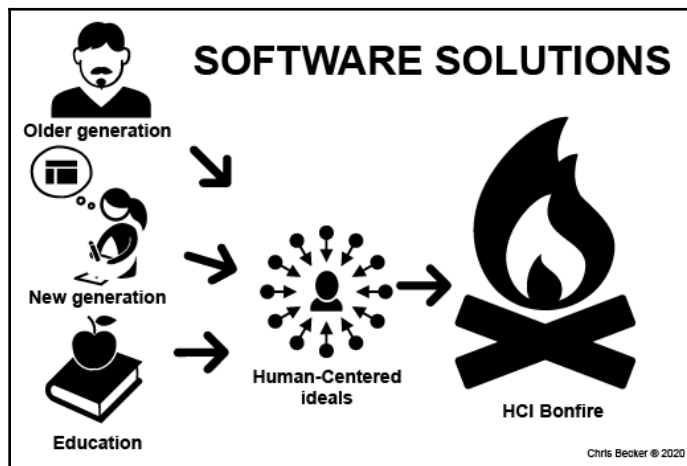 SOFTWARE SOLUTIONS
Older generation
New generation
Education
Human-Centered
ideals
HCI Bonfire
Chris Becker ® 2020